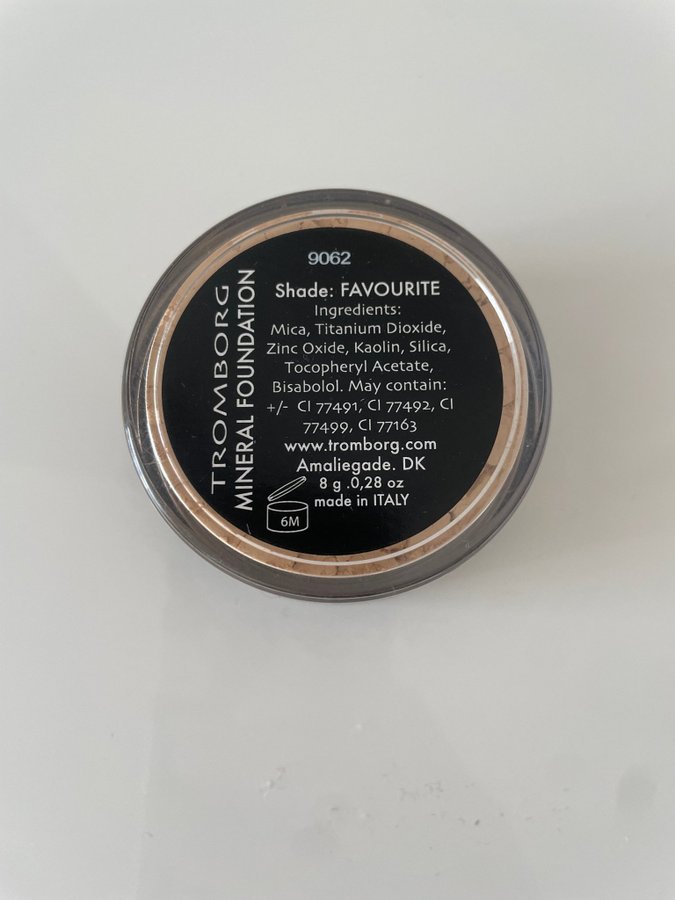 TROMBORG
MINERAL FOUNDATION
9062
Shade: FAVOURITE
Ingredients:
Mica, Titanium Dioxide,
Zinc Oxide, Kaolin, Silica,
Tocopheryl Acetate,
Bisabolol. May contain:
+/- CI 77491, CI 77492, CI
77499, CI 77163
www.tromborg.com
Amaliegade. DK
8 g .0,28 oz
made in ITALY
6M